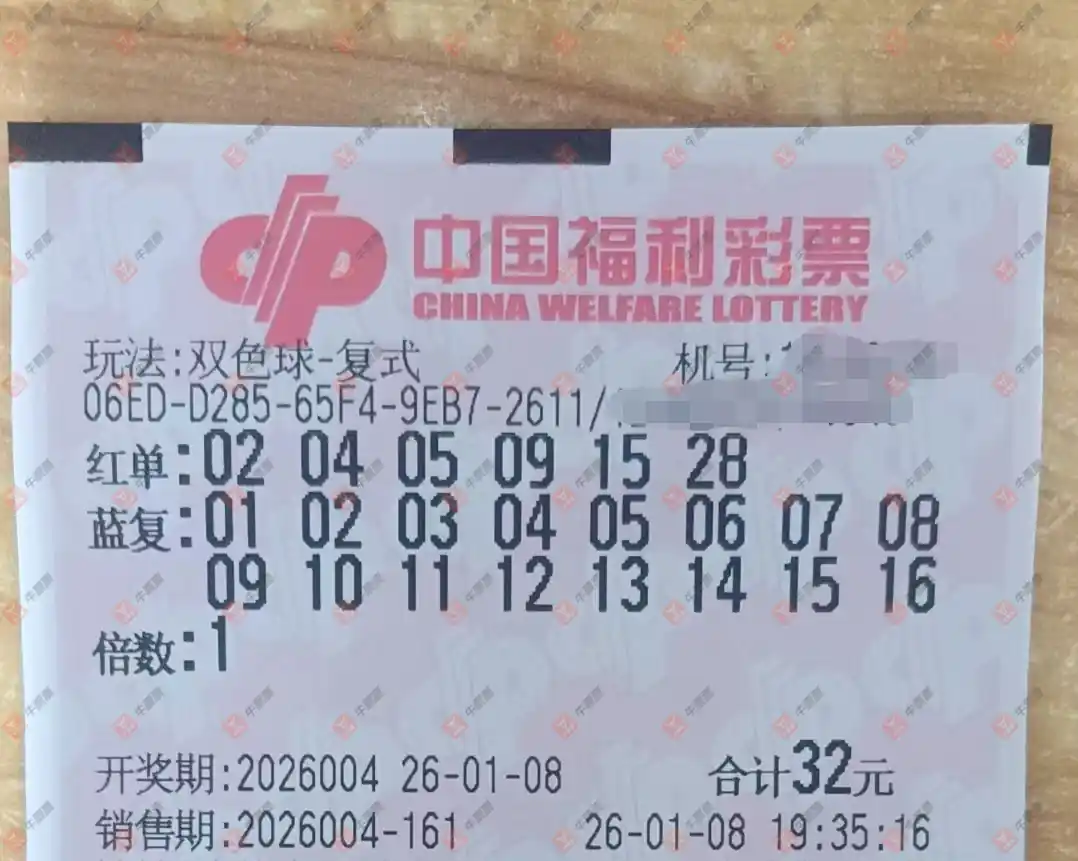 中国福利彩票
CHINA WELFARE LOTTERY
玩法:双色球-复式 机号:
06ED-D285-65F4-9EB7-2611/
红单:02 04 05 09 15 28
蓝复:01 02 03 04 05 06 07 08
09 10 11 12 13 14 15 16
倍数:1
开奖期:2026004 26-01-08 合计32元
销售期:2026004-161 26-01-08 19:35:16